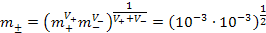 m± = (m₊^{V₊} m₋^{V₋})^{1/(V₊+V₋)} = (10⁻³ · 10⁻³)^{1/2}